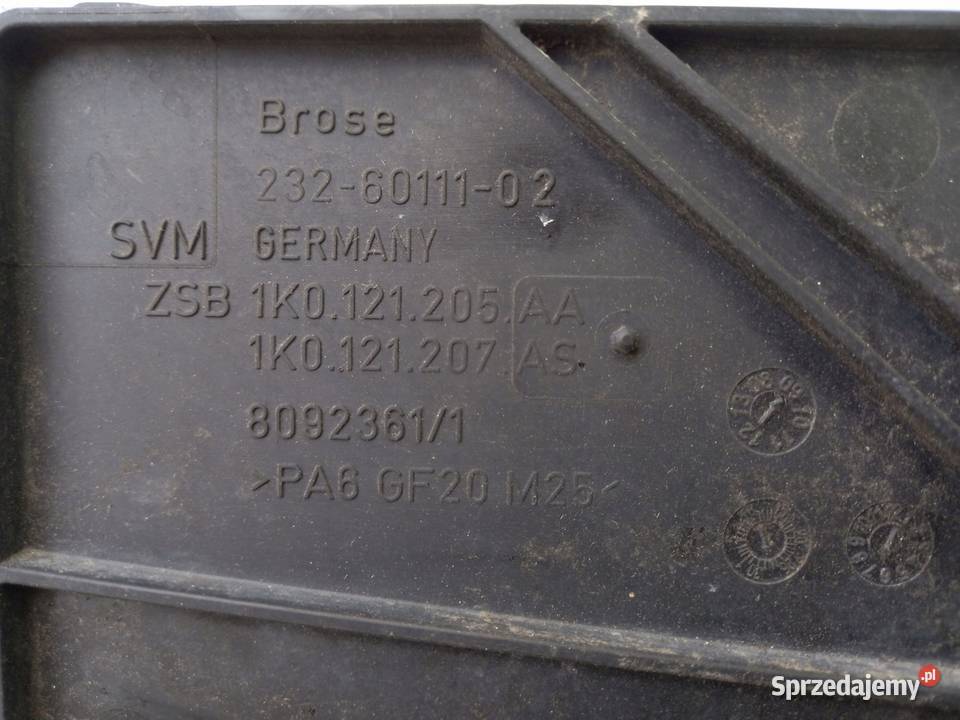 Brose
232-60111-02
SVM GERMANY
ZSB 1K0.121.205.AA
1K0.121.207.AS
8092361/1
>PA6 GF20 M25<
Sprzedajemy.pl